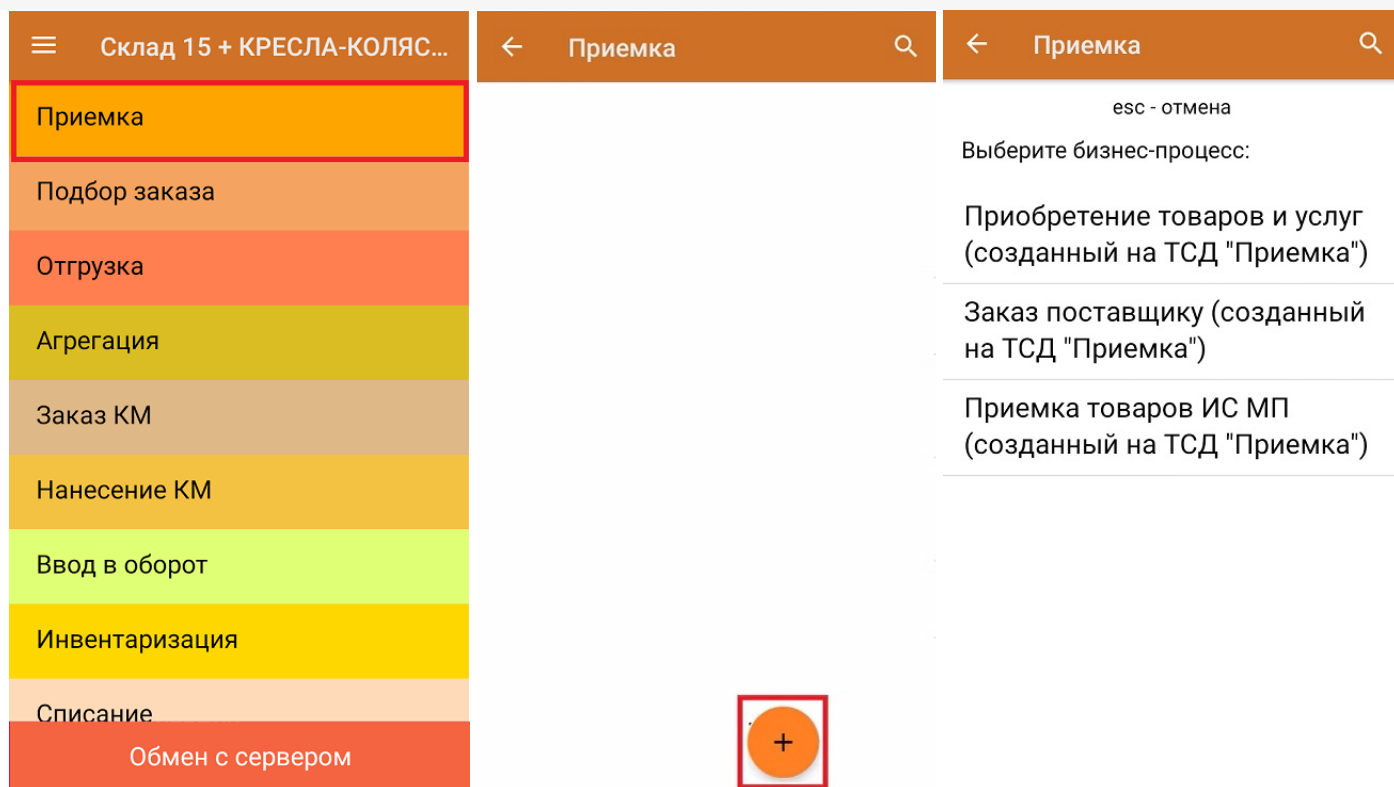 Склад 15 + КРЕСЛА-КОЛЯС...
Приемка
Подбор заказа
Отгрузка
Агрегация
Заказ КМ
Нанесение КМ
Ввод в оборот
Инвентаризация
Списание
Обмен с сервером
Приемка
+
Приемка
esc - отмена
Выберите бизнес-процесс:
Приобретение товаров и услуг
(созданный на ТСД "Приемка")
Заказ поставщику (созданный
на ТСД "Приемка")
Приемка товаров ИС МП
(созданный на ТСД "Приемка")